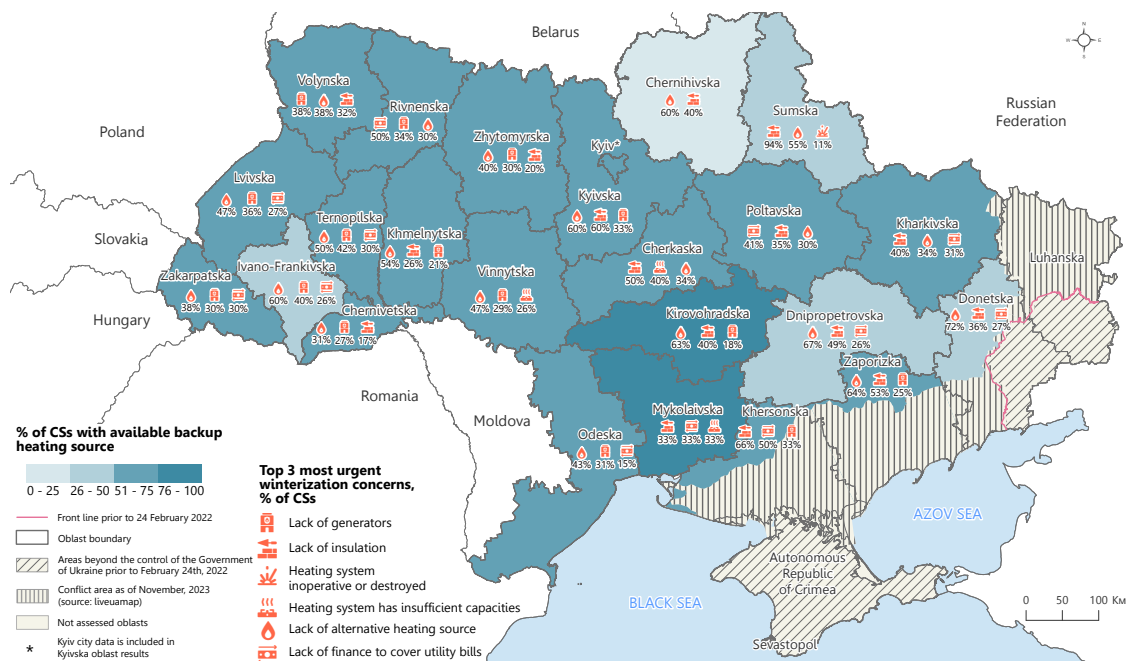 Belarus
N
W
E
S
Chernihivska
60% 40%
Volynska
38% 38% 32%
Rivnenska
50% 34% 30%
Sumska
94% 55% 11%
Russian
Federation
Poland
Zhytomyrska
40% 30% 20%
Kyiv*
Lvivska
47% 36% 27%
Kyivska
60% 60% 33%
Poltavska
41% 35% 30%
Kharkivska
40% 34% 31%
Ternopilska
50% 42% 30%
Khmelnytska
54% 26% 21%
Slovakia
Cherkaska
50% 40% 34%
Luhanska
Ivano-Frankivska
60% 40% 26%
Vinnytska
47% 29% 26%
Zakarpatska
38% 30% 30%
Donetska
72% 36% 27%
Chernivetska
31% 27% 17%
Kirovohradska
63% 40% 18%
Dnipropetrovska
67% 49% 26%
Hungary
Zaporizka
64% 53% 25%
Romania
Moldova
Mykolaivska
33% 33% 33%
Khersonska
66% 50% 33%
Odeska
43% 31% 15%
% of CSs with available backup
heating source
0 - 25 26 - 50 51 - 75 76 - 100
Front line prior to 24 February 2022
Oblast boundary
Areas beyond the control of the Government
of Ukraine prior to February 24th, 2022
Conflict area as of November, 2023
(source: liveuamap)
Not assessed oblasts
* Kyiv city data is included in
Kyivska oblast results
Top 3 most urgent
winterization concerns,
% of CSs
Lack of generators
Lack of insulation
Heating system
inoperative or destroyed
Heating system has insufficient capacities
Lack of alternative heating source
Lack of finance to cover utility bills
AZOV SEA
BLACK SEA
Autonomous
Republic
of Crimea
Sevastopol
0 50 100 Км